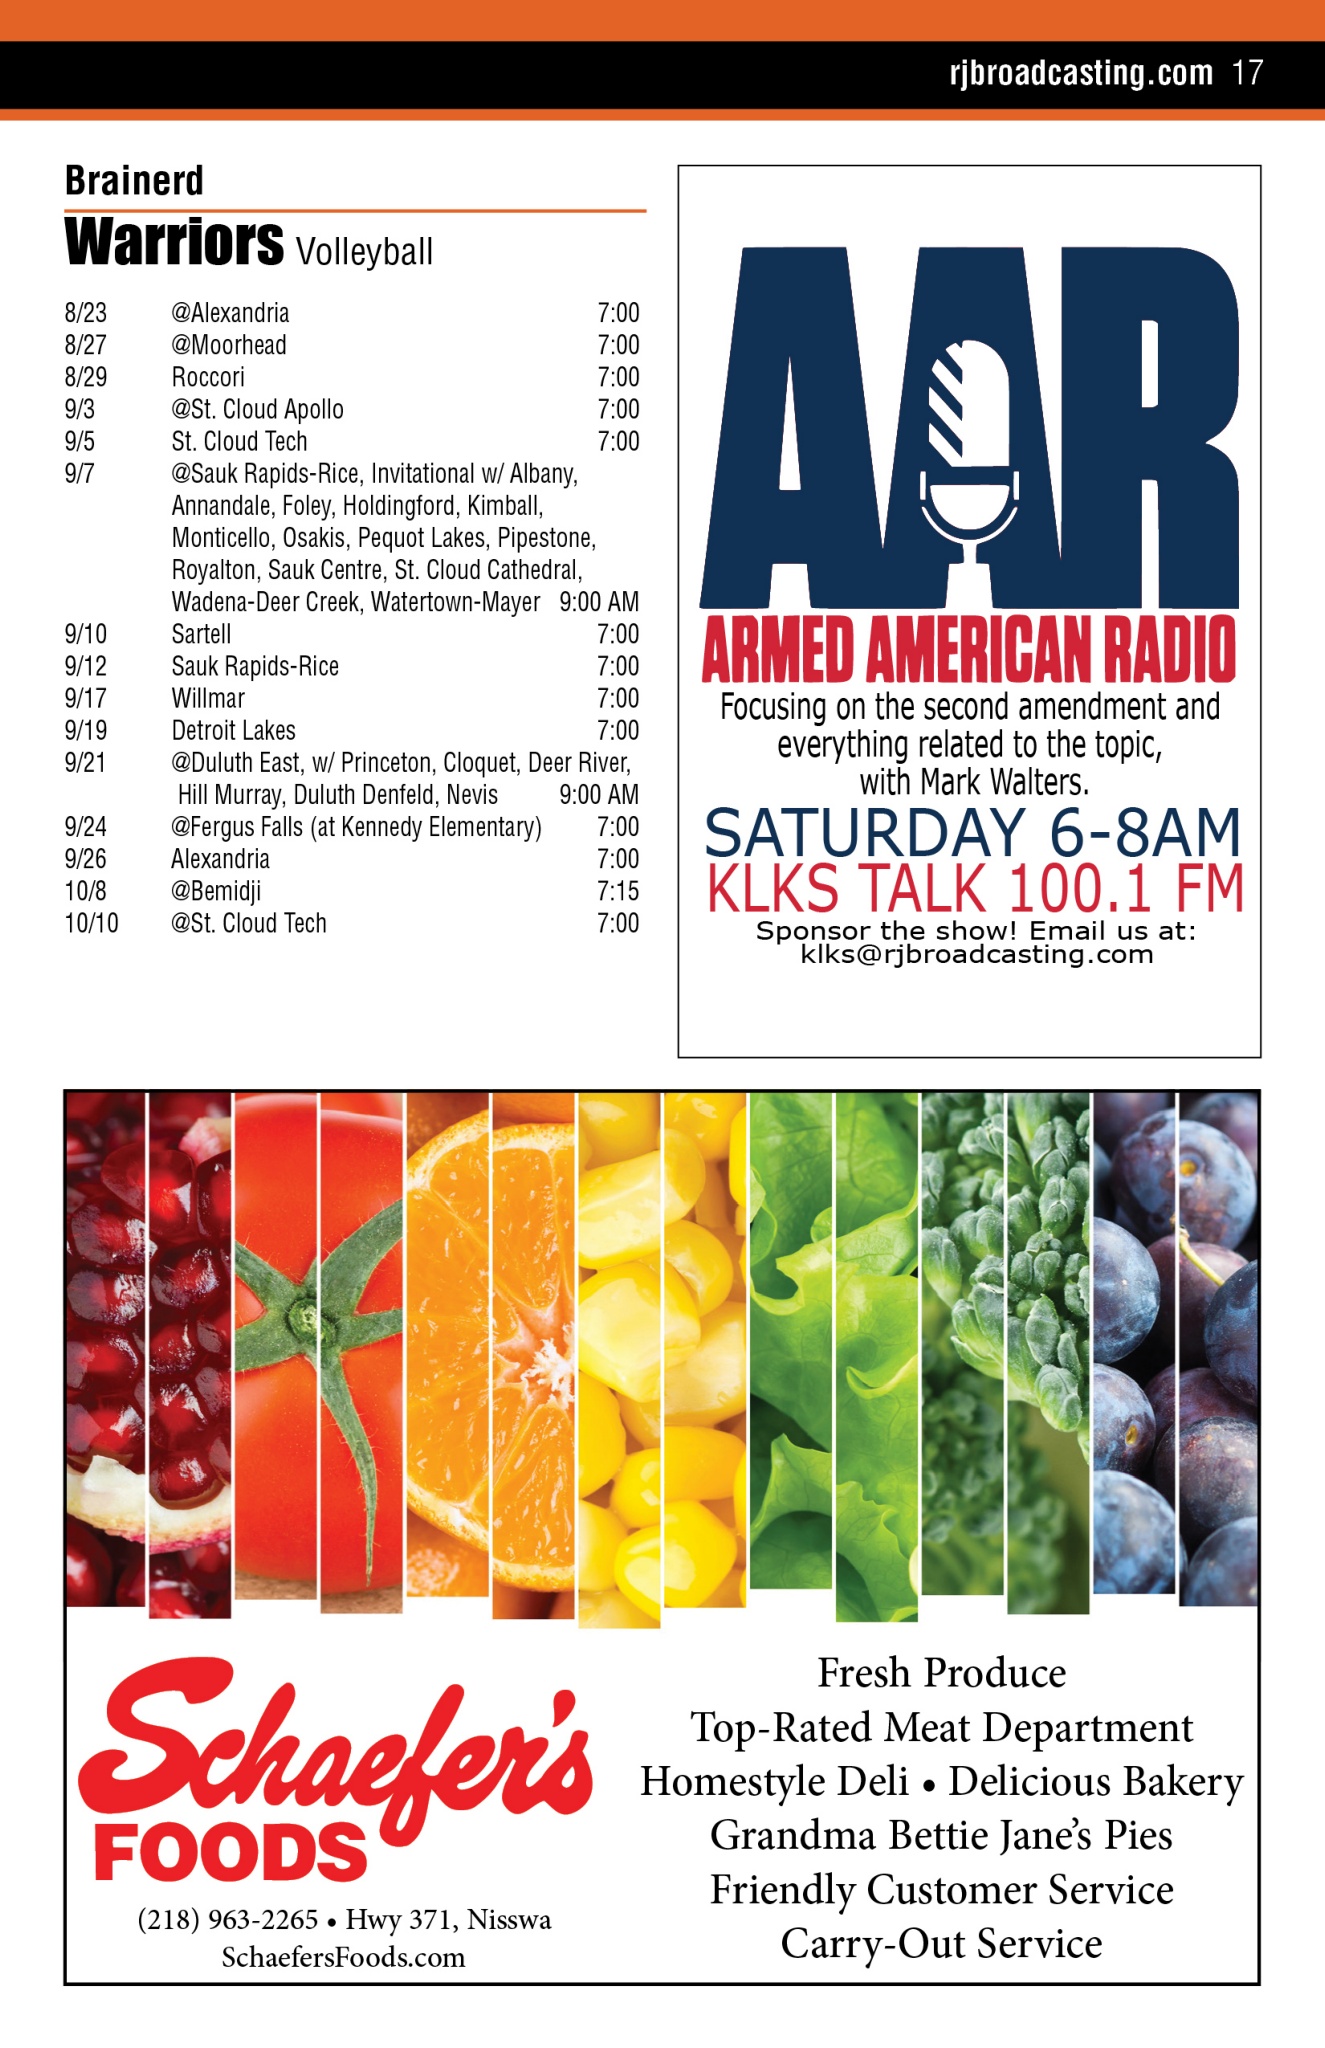 rjbroadcasting.com 17
Brainerd
Warriors Volleyball
8/23 @Alexandria 7:00
8/27 @Moorhead 7:00
8/29 Roccori 7:00
9/3 @St. Cloud Apollo 7:00
9/5 St. Cloud Tech 7:00
9/7 @Sauk Rapids-Rice, Invitational w/ Albany,
Annandale, Foley, Holdingford, Kimball,
Monticello, Osakis, Pequot Lakes, Pipestone,
Royalton, Sauk Centre, St. Cloud Cathedral,
Wadena-Deer Creek, Watertown-Mayer 9:00 AM
9/10 Sartell 7:00
9/12 Sauk Rapids-Rice 7:00
9/17 Willmar 7:00
9/19 Detroit Lakes 7:00
9/21 @Duluth East, w/ Princeton, Cloquet, Deer River,
Hill Murray, Duluth Denfeld, Nevis 9:00 AM
9/24 @Fergus Falls (at Kennedy Elementary) 7:00
9/26 Alexandria 7:00
10/8 @Bemidji 7:15
10/10 @St. Cloud Tech 7:00
AAR
ARMED AMERICAN RADIO
Focusing on the second amendment and
everything related to the topic,
with Mark Walters.
SATURDAY 6-8AM
KLKS TALK 100.1 FM
Sponsor the show! Email us at:
klks@rjbroadcasting.com
Schaefer's
FOODS
(218) 963-2265 • Hwy 371, Nisswa
SchaefersFoods.com
Fresh Produce
Top-Rated Meat Department
Homestyle Deli • Delicious Bakery
Grandma Bettie Jane's Pies
Friendly Customer Service
Carry-Out Service